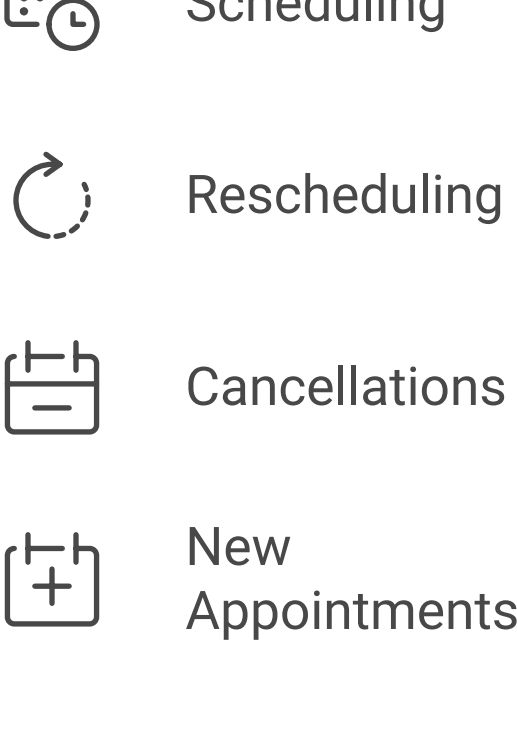 Scheduling
Rescheduling
Cancellations
New
Appointments